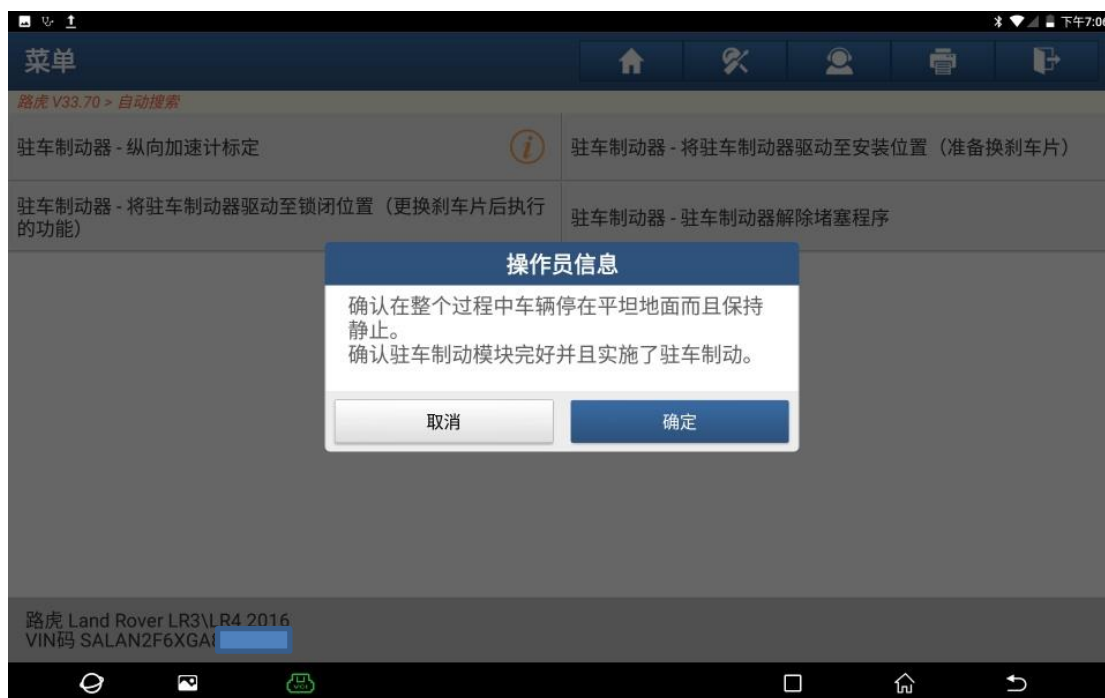 下午7:06
菜单
路虎 V33.70 > 自动搜索
驻车制动器 - 纵向加速计标定
驻车制动器 - 将驻车制动器驱动至安装位置（准备换刹车片）
驻车制动器 - 将驻车制动器驱动至锁闭位置（更换刹车片后执行
的功能）
驻车制动器 - 驻车制动器解除堵塞程序
操作员信息
确认在整个过程中车辆停在平坦地面而且保持
静止。
确认驻车制动模块完好并且实施了驻车制动。
取消
确定
路虎 Land Rover LR3\LR4 2016
VIN码 SALAN2F6XGA